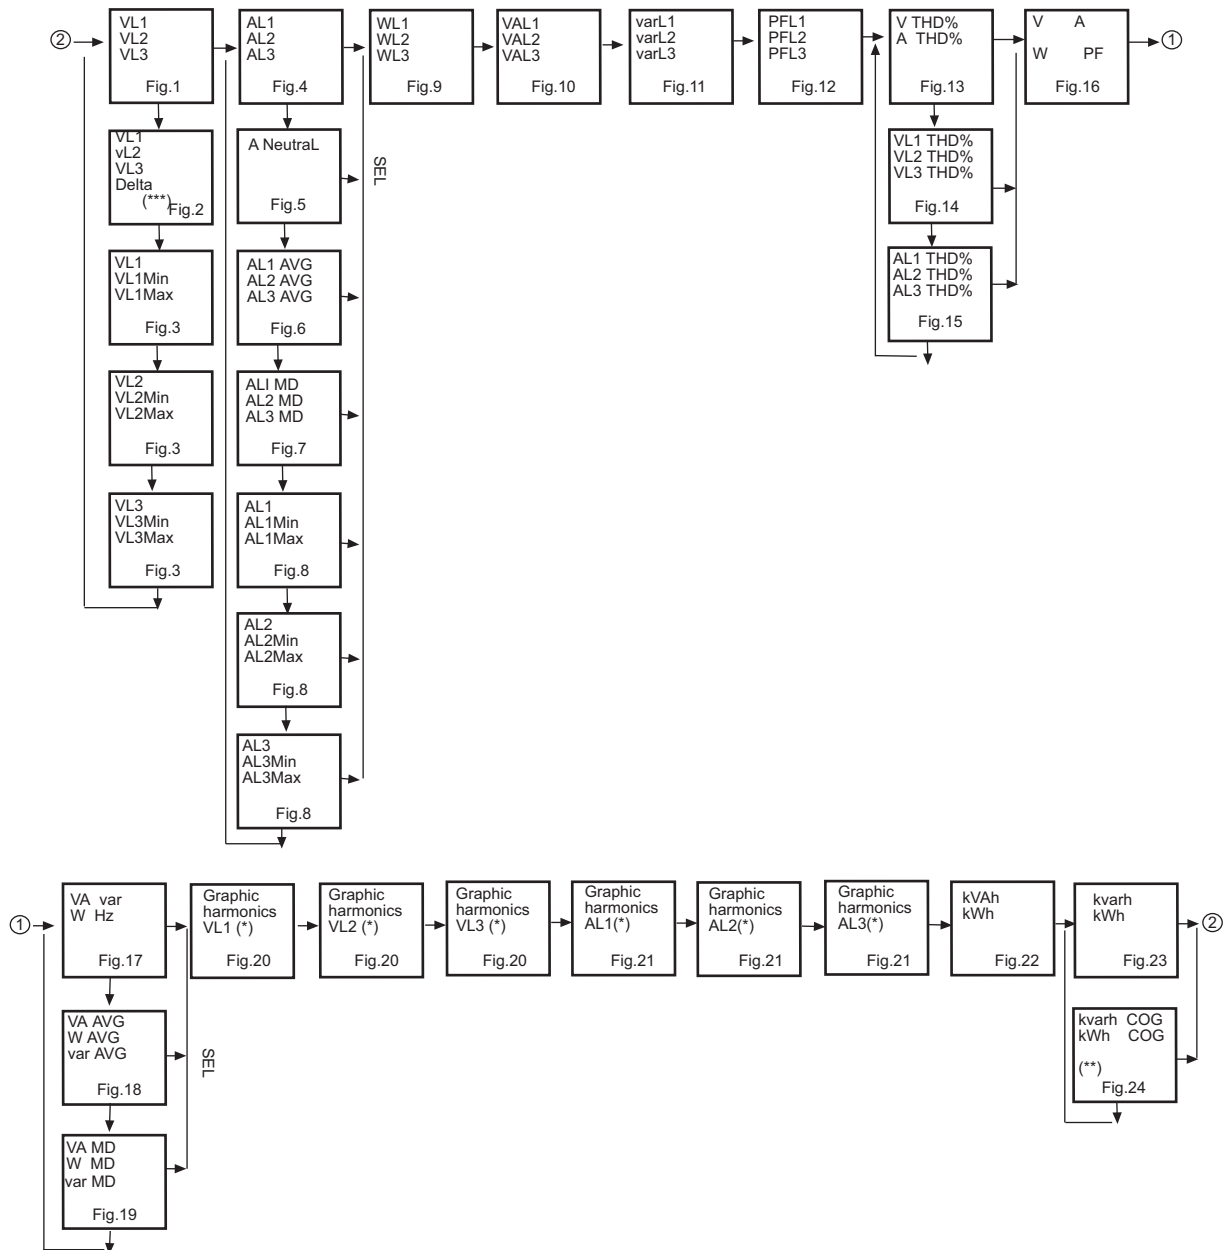 ②
VL1
VL2
VL3
Fig.1
AL1
AL2
AL3
Fig.4
WL1
WL2
WL3
Fig.9
VAL1
VAL2
VAL3
Fig.10
varL1
varL2
varL3
Fig.11
PFL1
PFL2
PFL3
Fig.12
V THD%
A THD%
Fig.13
V A
W PF
Fig.16
①
VL1
vL2
VL3
Delta
(***)
Fig.2
A NeutraL
Fig.5
SEL
VL1 THD%
VL2 THD%
VL3 THD%
Fig.14
VL1
VL1Min
VL1Max
Fig.3
AL1 AVG
AL2 AVG
AL3 AVG
Fig.6
AL1 THD%
AL2 THD%
AL3 THD%
Fig.15
VL2
VL2Min
VL2Max
Fig.3
ALI MD
AL2 MD
AL3 MD
Fig.7
VL3
VL3Min
VL3Max
Fig.3
AL1
AL1Min
AL1Max
Fig.8
AL2
AL2Min
AL2Max
Fig.8
AL3
AL3Min
AL3Max
Fig.8
①
VA var
W Hz
Fig.17
Graphic
harmonics
VL1 (*)
Fig.20
Graphic
harmonics
VL2 (*)
Fig.20
Graphic
harmonics
VL3 (*)
Fig.20
Graphic
harmonics
AL1(*)
Fig.21
Graphic
harmonics
AL2(*)
Fig.21
Graphic
harmonics
AL3(*)
Fig.21
kVAh
kWh
Fig.22
kvarh
kWh
Fig.23
②
VA AVG
W AVG
var AVG
Fig.18
SEL
kvarh COG
kWh COG
(**)
Fig.24
VA MD
W MD
var MD
Fig.19